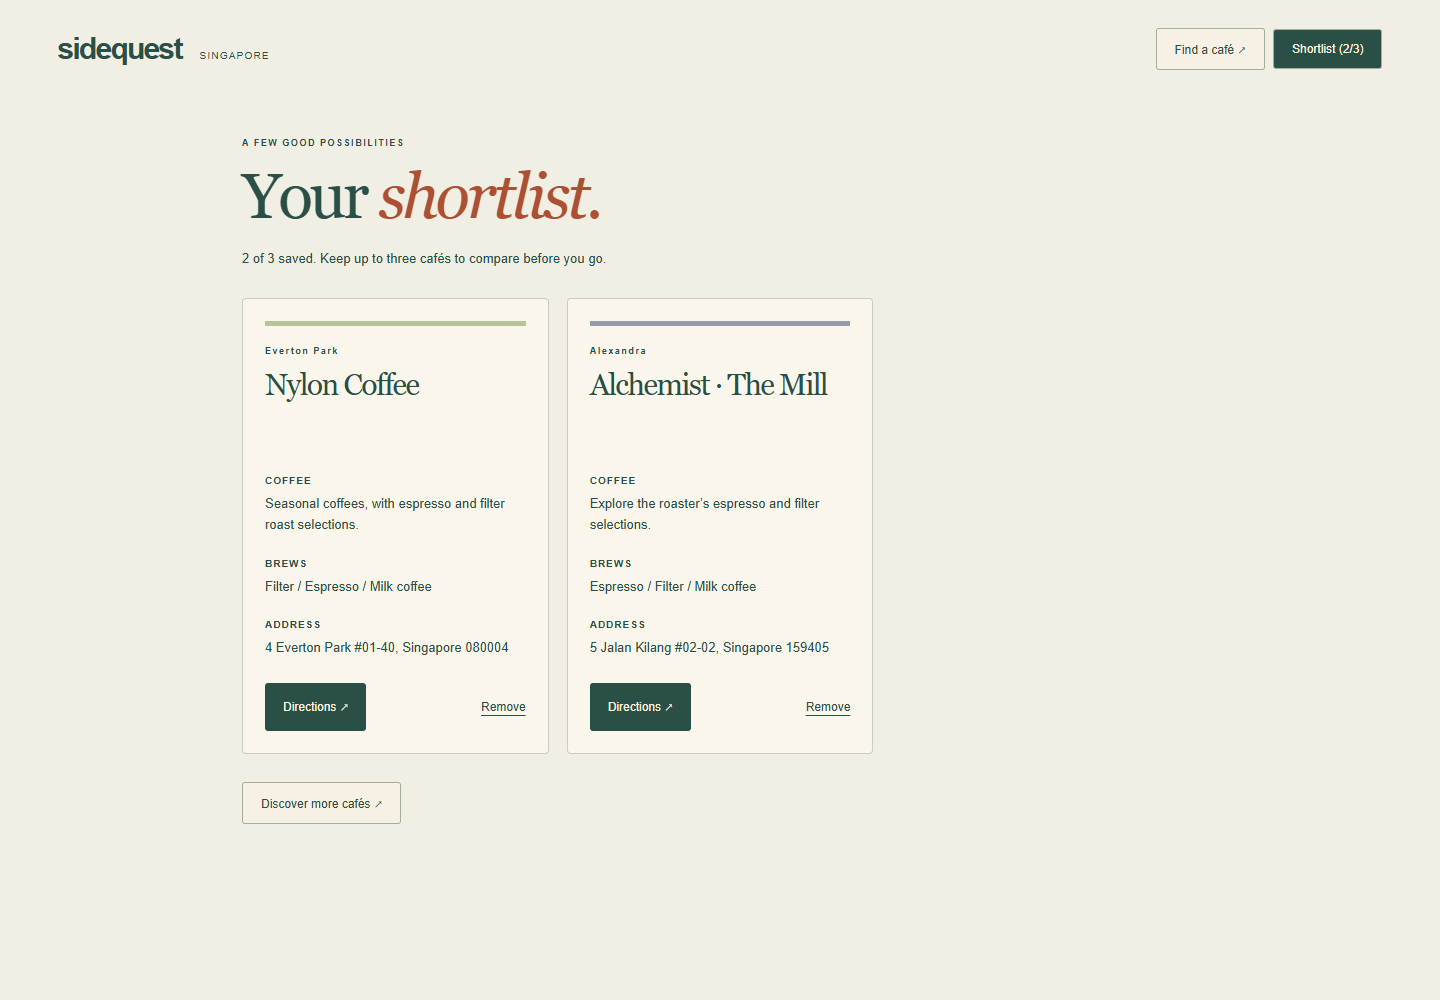 sidequest SINGAPORE
Find a café ↗
Shortlist (2/3)
A FEW GOOD POSSIBILITIES
Your shortlist.
2 of 3 saved. Keep up to three cafés to compare before you go.
Everton Park
Nylon Coffee
COFFEE
Seasonal coffees, with espresso and filter
roast selections.
BREWS
Filter / Espresso / Milk coffee
ADDRESS
4 Everton Park #01-40, Singapore 080004
Directions ↗
Remove
Alexandra
Alchemist · The Mill
COFFEE
Explore the roaster’s espresso and filter
selections.
BREWS
Espresso / Filter / Milk coffee
ADDRESS
5 Jalan Kilang #02-02, Singapore 159405
Directions ↗
Remove
Discover more cafés ↗